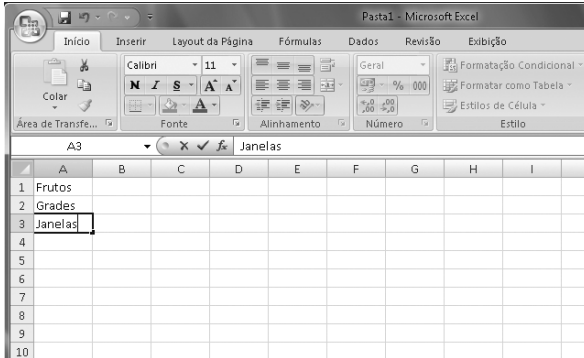 Pasta1 - Microsoft Excel
Início Inserir Layout da Página Fórmulas Dados Revisão Exibição
Calibri 11 Geral Formatação Condicional
Colar N I S A A % 000 Formatar como Tabela
A ,00 ,00 Estilos de Célula
Área de Transfe... Fonte Alinhamento Número Estilo
A3 fx Janelas
A B C D E F G H I
1 Frutos
2 Grades
3 Janelas
4
5
6
7
8
9
10